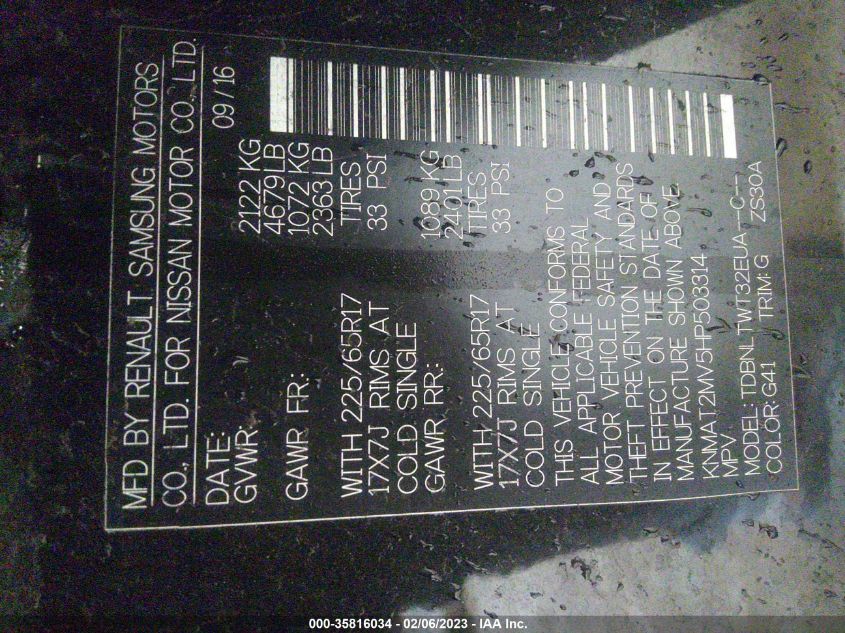 MFD BY RENAULT SAMSUNG MOTORS
CO., LTD. FOR NISSAN MOTOR CO., LTD.
DATE: 09/16
GVWR: 2122 KG
4679LB
GAWR FR: 1072 KG
2363 LB
WITH 225/65R17 TIRES
17X7J RIMS AT 33 PSI
COLD SINGLE
GAWR RR: 1089 KG
2401 LB
WITH 225/65R17 TIRES
17X7J RIMS AT 33 PSI
COLD SINGLE
THIS VEHICLE CONFORMS TO
ALL APPLICABLE FEDERAL
MOTOR VEHICLE SAFETY AND
THEFT PREVENTION STANDARDS
IN EFFECT ON THE DATE OF
MANUFACTURE SHOWN ABOVE.
KNMAT2MV5HP503314
MPV
MODEL: TDBNLTWT32EUA--C--
COLOR: G41 TRIM: G ZS30A
000-35816034 - 02/06/2023 - IAA Inc.